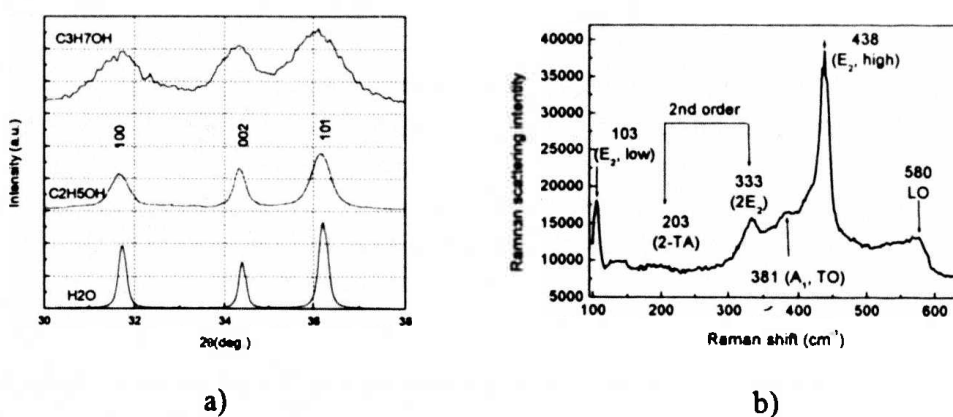 C3H7OH
100
002
101
C2H5OH
H2O
Intensity (a.u.)
30 32 34 36 38
2θ(deg.)
a)
Raman scattering intentity
40000
35000
30000
25000
20000
15000
10000
5000
438
(E₂, high)
2nd order
103
(E₂, low)
333
(2E₂)
203
(2-TA)
580
LO
381 (A₁, TO)
100 200 300 400 500 600
Raman shift (cm⁻¹)
b)